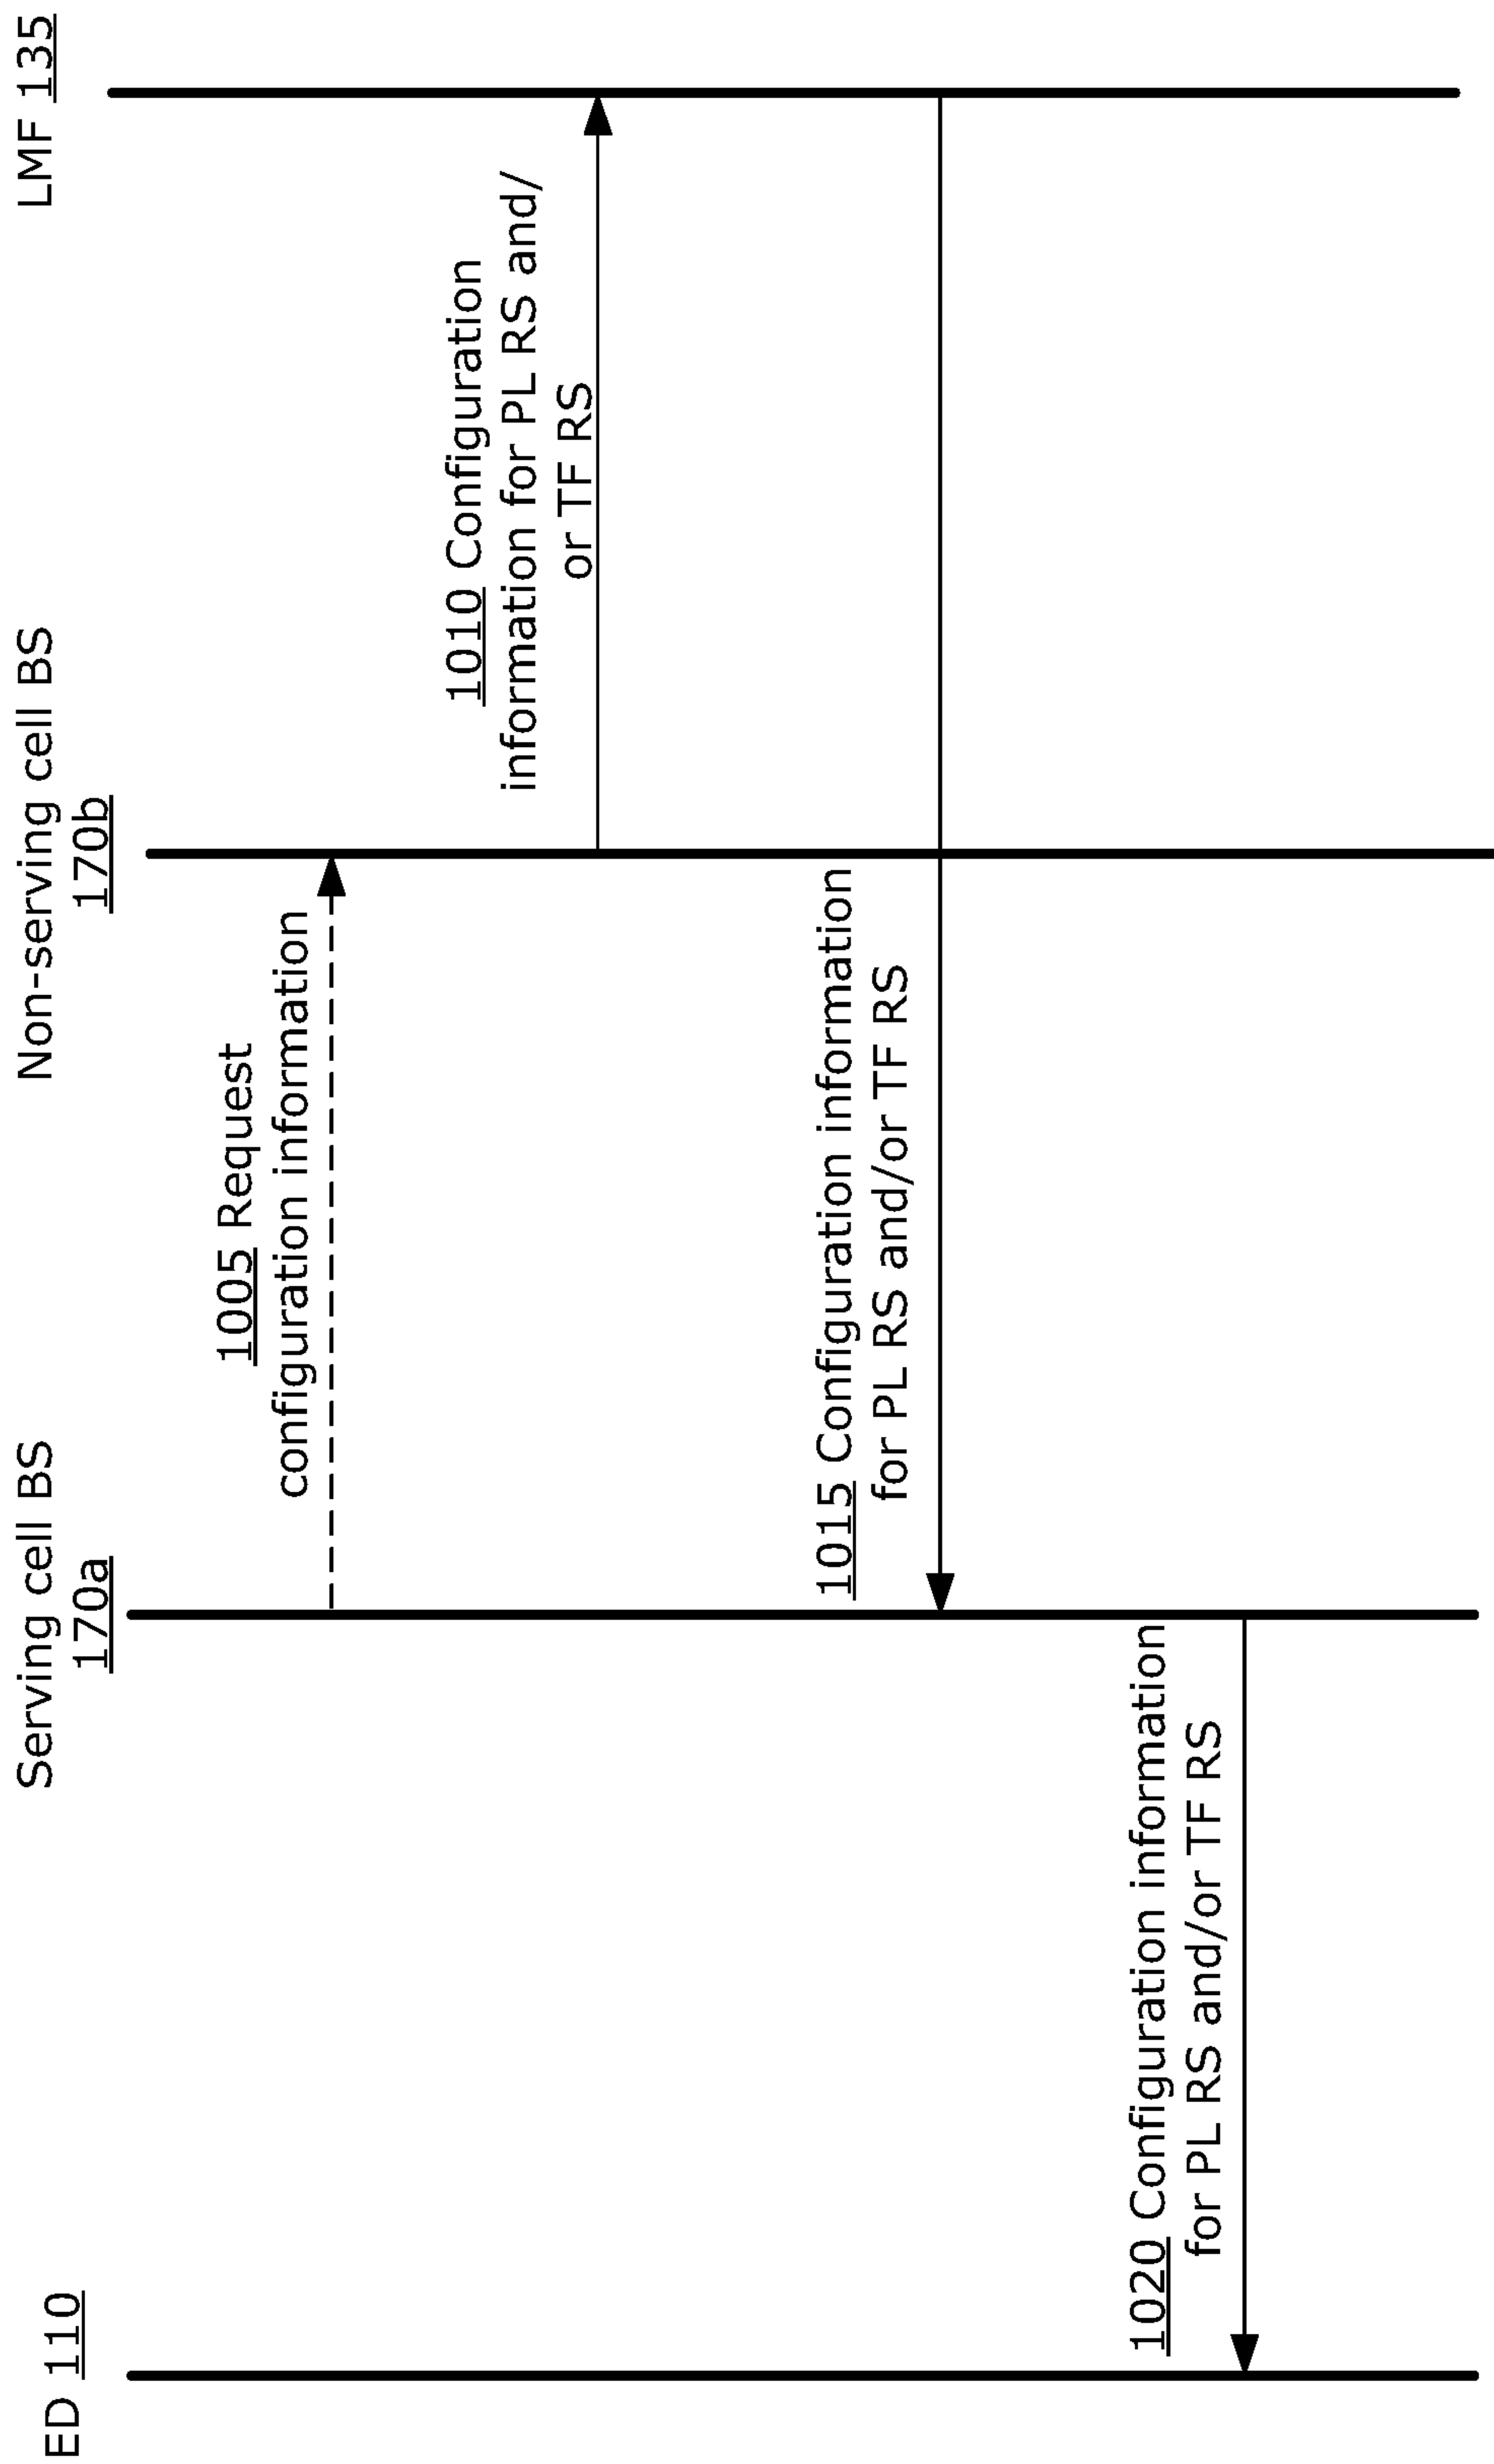 ED 110
Serving cell BS
170a
Non-serving cell BS
170b
LMF 135
1005 Request
configuration information
1010 Configuration
information for PL RS and/
or TF RS
1015 Configuration information
for PL RS and/or TF RS
1020 Configuration information
for PL RS and/or TF RS